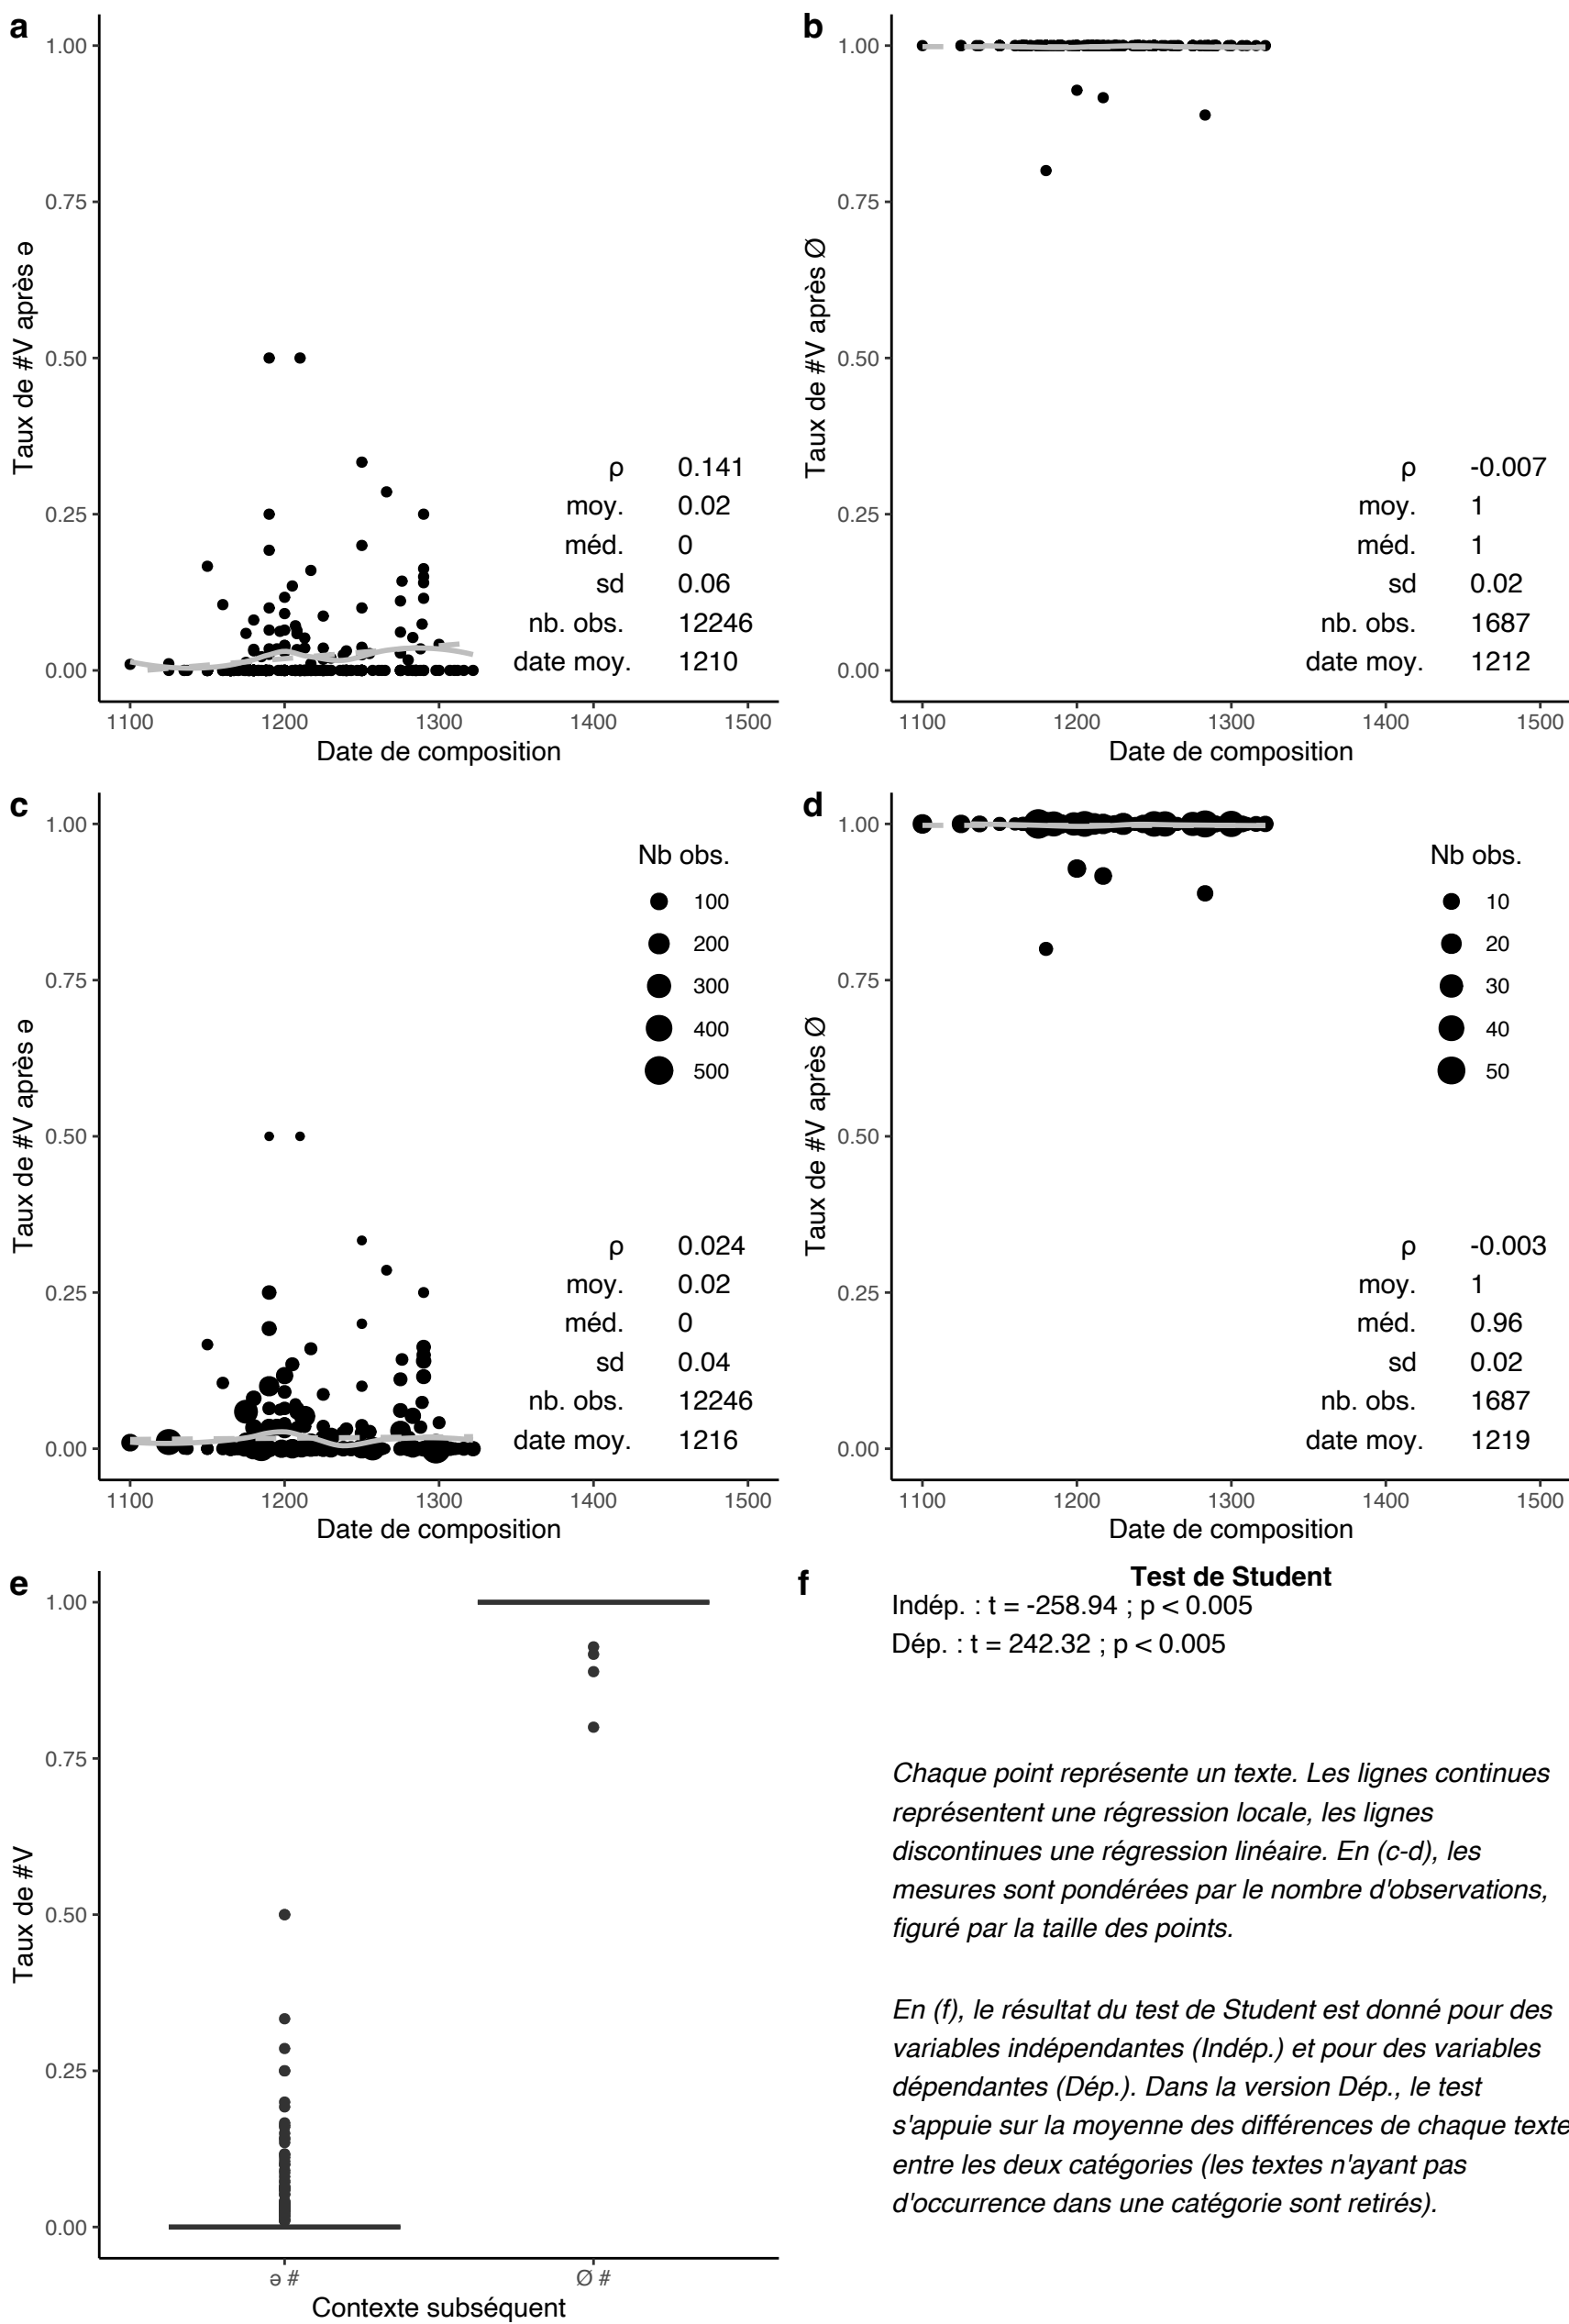 a
1.00
0.75
0.50
0.25
0.00
Taux de #V après ə
ρ 0.141
moy. 0.02
méd. 0
sd 0.06
nb. obs. 12246
date moy. 1210
1100 1200 1300 1400 1500
Date de composition
b
1.00
0.75
0.50
0.25
0.00
Taux de #V après Ø
ρ -0.007
moy. 1
méd. 1
sd 0.02
nb. obs. 1687
date moy. 1212
1100 1200 1300 1400 1500
Date de composition
c
1.00
0.75
0.50
0.25
0.00
Taux de #V après ə
Nb obs.
100
200
300
400
500
ρ 0.024
moy. 0.02
méd. 0
sd 0.04
nb. obs. 12246
date moy. 1216
1100 1200 1300 1400 1500
Date de composition
d
1.00
0.75
0.50
0.25
0.00
Taux de #V après Ø
Nb obs.
10
20
30
40
50
ρ -0.003
moy. 1
méd. 0.96
sd 0.02
nb. obs. 1687
date moy. 1219
1100 1200 1300 1400 1500
Date de composition
e
1.00
0.75
0.50
0.25
0.00
Taux de #V
ə # Ø #
Contexte subséquent
f
Test de Student
Indép. : t = -258.94 ; p < 0.005
Dép. : t = 242.32 ; p < 0.005
Chaque point représente un texte. Les lignes continues
représentent une régression locale, les lignes
discontinues une régression linéaire. En (c-d), les
mesures sont pondérées par le nombre d'observations,
figuré par la taille des points.
En (f), le résultat du test de Student est donné pour des
variables indépendantes (Indép.) et pour des variables
dépendantes (Dép.). Dans la version Dép., le test
s'appuie sur la moyenne des différences de chaque texte
entre les deux catégories (les textes n'ayant pas
d'occurrence dans une catégorie sont retirés).